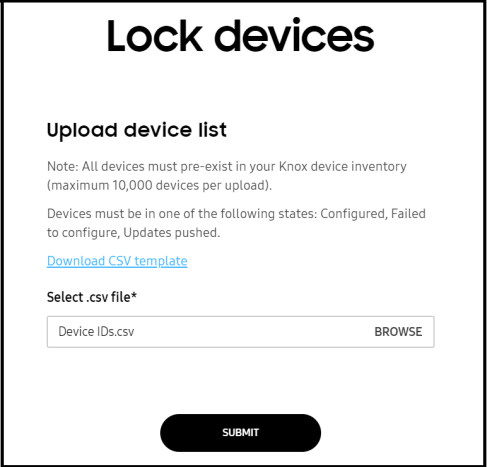 Lock devices
Upload device list
Note: All devices must pre-exist in your Knox device inventory
(maximum 10,000 devices per upload).
Devices must be in one of the following states: Configured, Failed
to configure, Updates pushed.
Download CSV template
Select .csv file*
Device IDs.csv BROWSE
SUBMIT